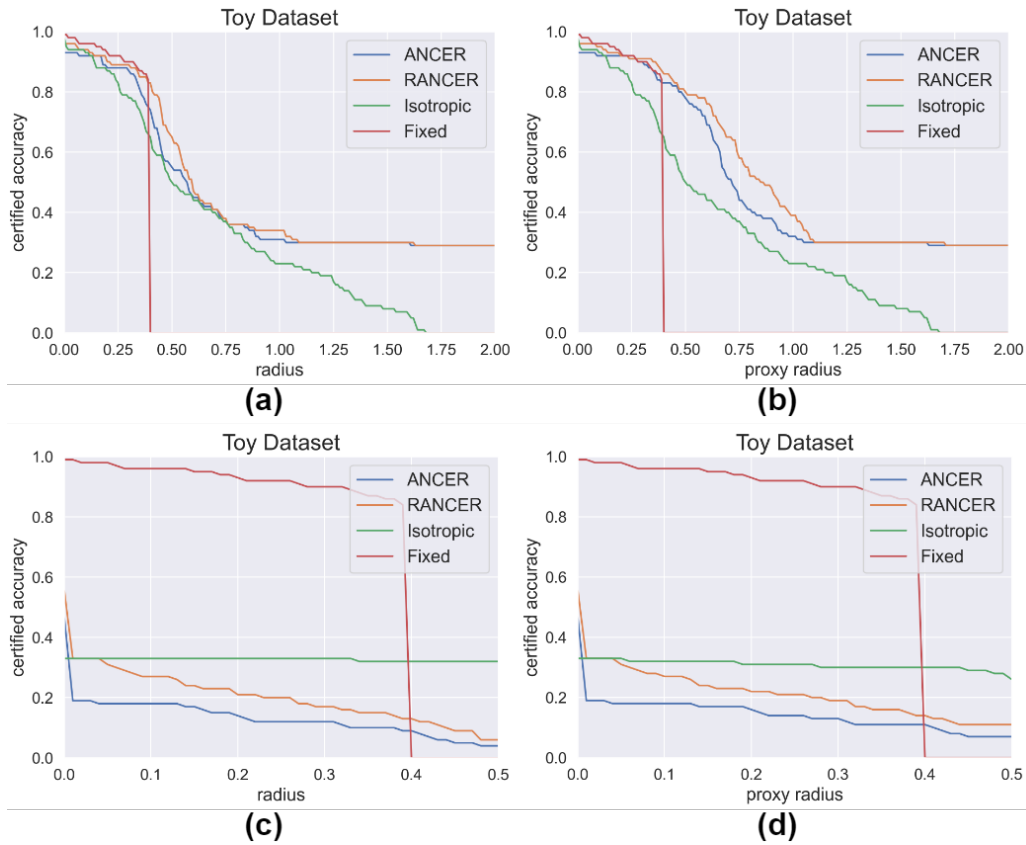 Toy Dataset
1.0
0.8
0.6
0.4
0.2
0.0
certified accuracy
ANCER
RANCER
Isotropic
Fixed
0.00 0.25 0.50 0.75 1.00 1.25 1.50 1.75 2.00
radius
(a)
Toy Dataset
1.0
0.8
0.6
0.4
0.2
0.0
certified accuracy
ANCER
RANCER
Isotropic
Fixed
0.00 0.25 0.50 0.75 1.00 1.25 1.50 1.75 2.00
proxy radius
(b)
Toy Dataset
1.0
0.8
0.6
0.4
0.2
0.0
certified accuracy
ANCER
RANCER
Isotropic
Fixed
0.0 0.1 0.2 0.3 0.4 0.5
radius
(c)
Toy Dataset
1.0
0.8
0.6
0.4
0.2
0.0
certified accuracy
ANCER
RANCER
Isotropic
Fixed
0.0 0.1 0.2 0.3 0.4 0.5
proxy radius
(d)